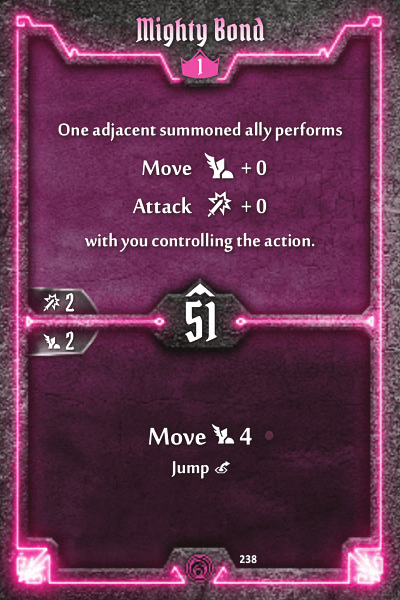 Mighty Bond
1
One adjacent summoned ally performs
Move + 0
Attack + 0
with you controlling the action.
2
51
2
Move 4
Jump
238